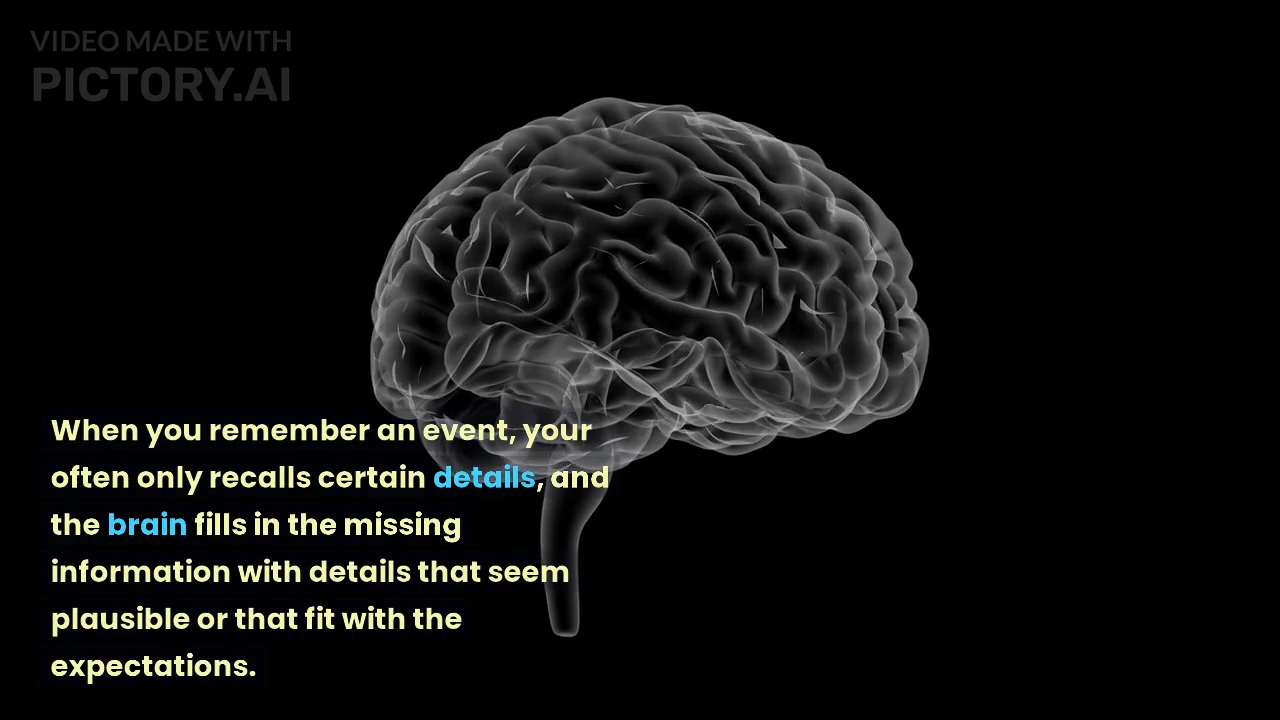 VIDEO MADE WITH
PICTORY.AI
When you remember an event, your
often only recalls certain details, and
the brain fills in the missing
information with details that seem
plausible or that fit with the
expectations.